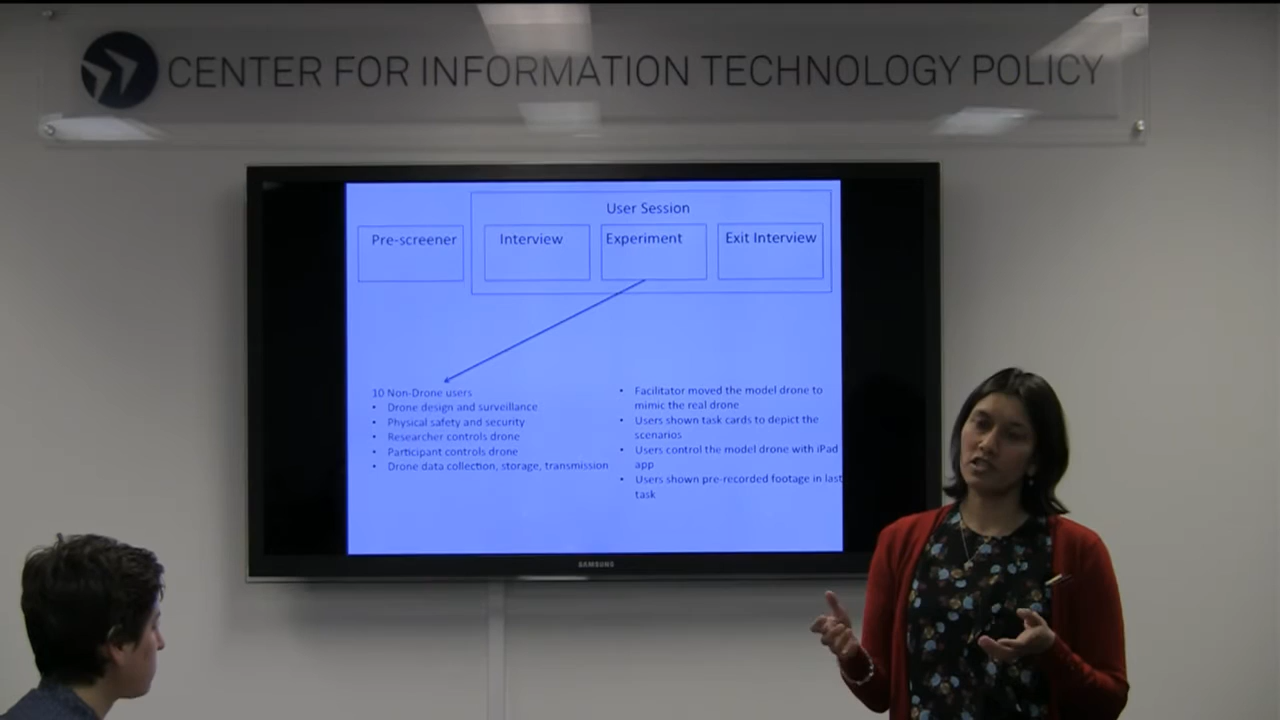 CENTER FOR INFORMATION TECHNOLOGY POLICY
User Session
Pre-screener
Interview
Experiment
Exit Interview
10 Non-Drone users
• Drone design and surveillance
• Physical safety and security
• Researcher controls drone
• Participant controls drone
• Drone data collection, storage, transmission
• Facilitator moved the model drone to
mimic the real drone
• Users shown task cards to depict the
scenarios
• Users control the model drone with iPad
app
• Users shown pre-recorded footage in last
task
SAMSUNG